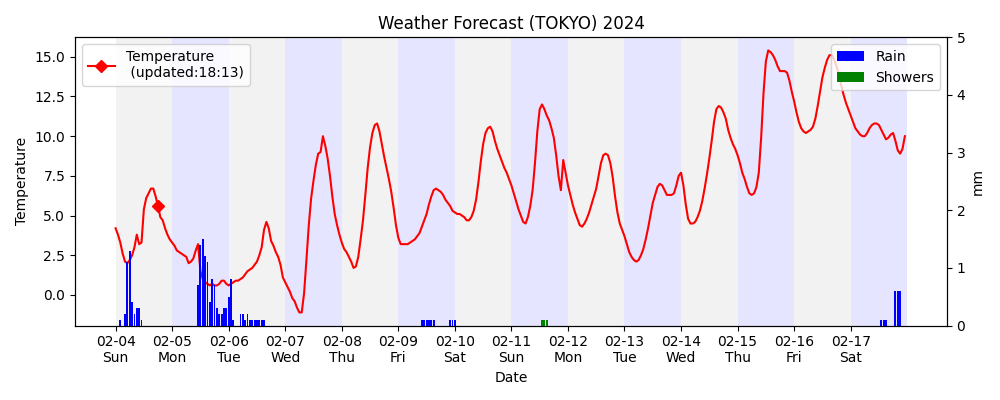 Weather Forecast (TOKYO) 2024
Temperature
(updated:18:13)
Rain
Showers
Temperature
15.0
12.5
10.0
7.5
5.0
2.5
0.0
5
4
3
2
1
0
mm
02-04 02-05 02-06 02-07 02-08 02-09 02-10 02-11 02-12 02-13 02-14 02-15 02-16 02-17
Sun Mon Tue Wed Thu Fri Sat Sun Mon Tue Wed Thu Fri Sat
Date